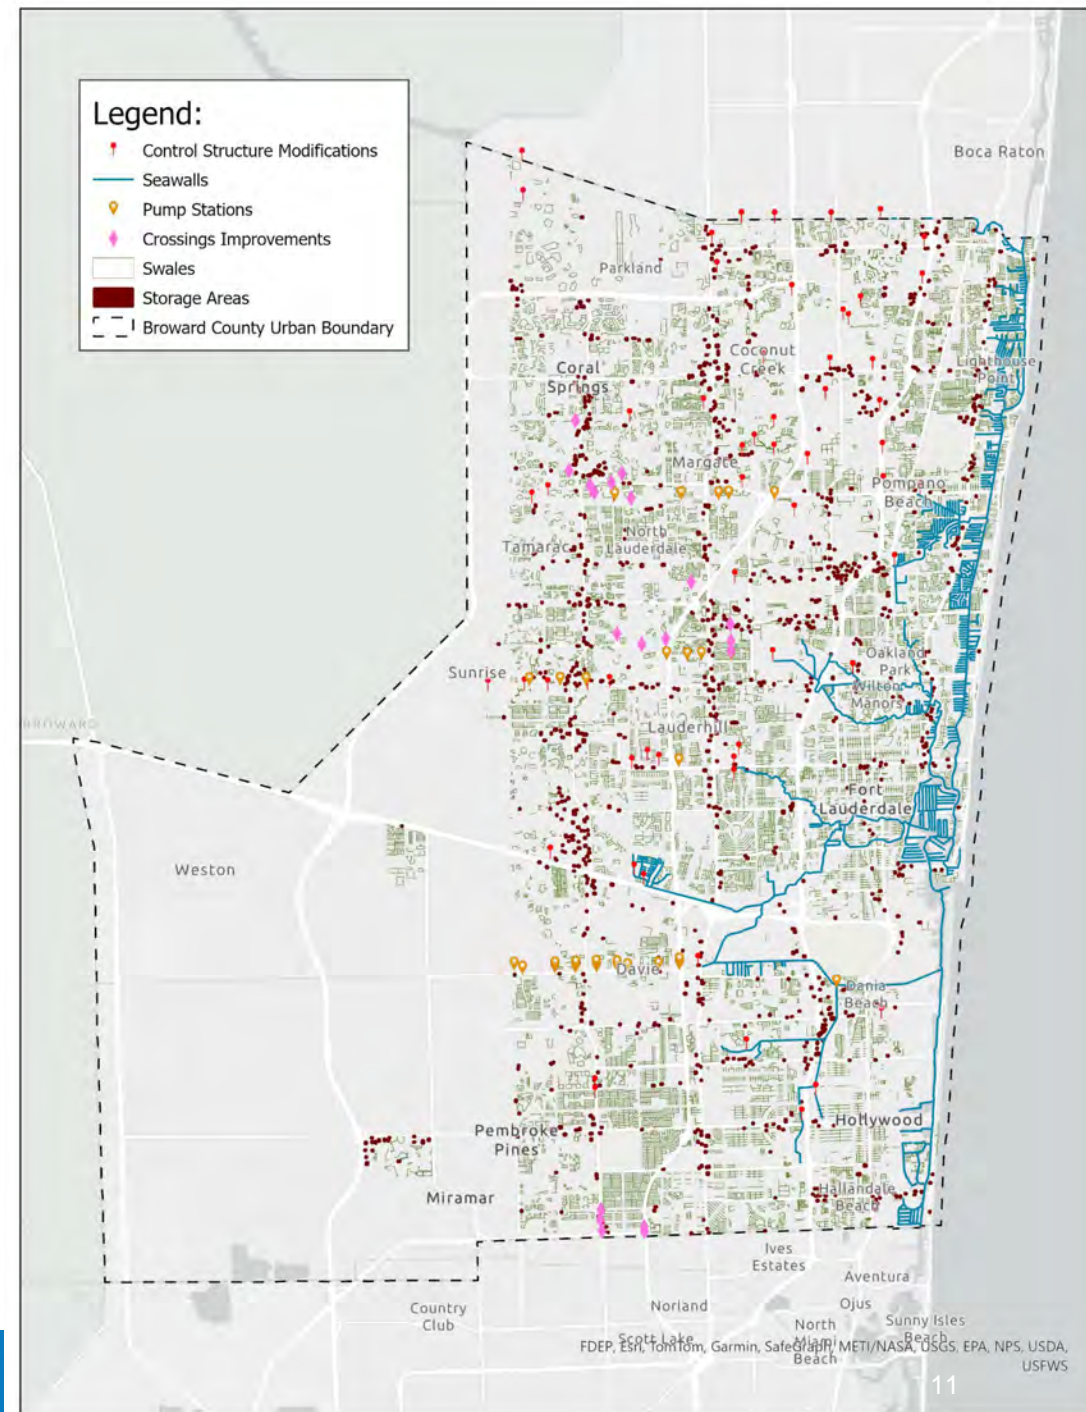 Legend:
Control Structure Modifications
Seawalls
Pump Stations
Crossings Improvements
Swales
Storage Areas
Broward County Urban Boundary
Boca Raton
Parkland
Coral
Springs
Coconut
Creek
Lighthouse
Point
Margate
Pompano
Beach
Tamarac
North
Lauderdale
Sunrise
Oakland
Park
Wilton
Manors
BROWARD
Lauderhill
Fort
Lauderdale
Weston
Davie
Dania
Beach
Pembroke
Pines
Hollywood
Miramar
Hallandale
Beach
Ives
Estates
Aventura
Country
Club
Norland
Ojus
North
Miami
Beach
Sunny Isles
Beach
Scott Lake
FDEP, Esri, TomTom, Garmin, SafeGraph, METI/NASA, USGS, EPA, NPS, USDA,
USFWS
11